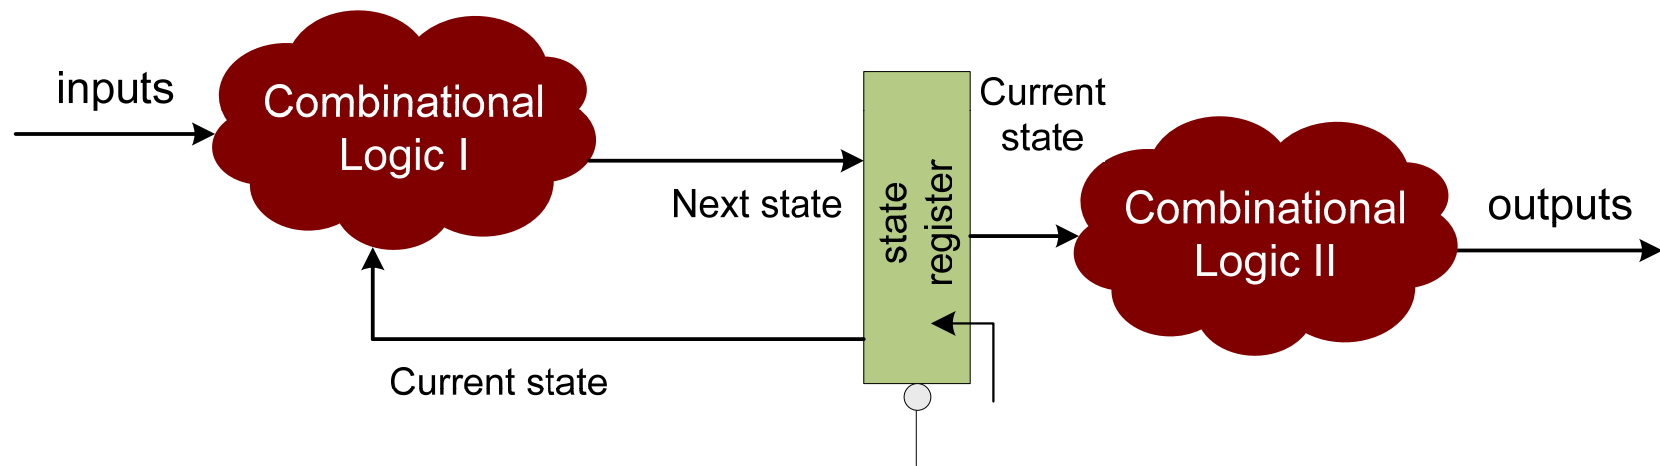 inputs
Combinational
Logic I
Next state
Current state
state
register
Current
state
Combinational
Logic II
outputs